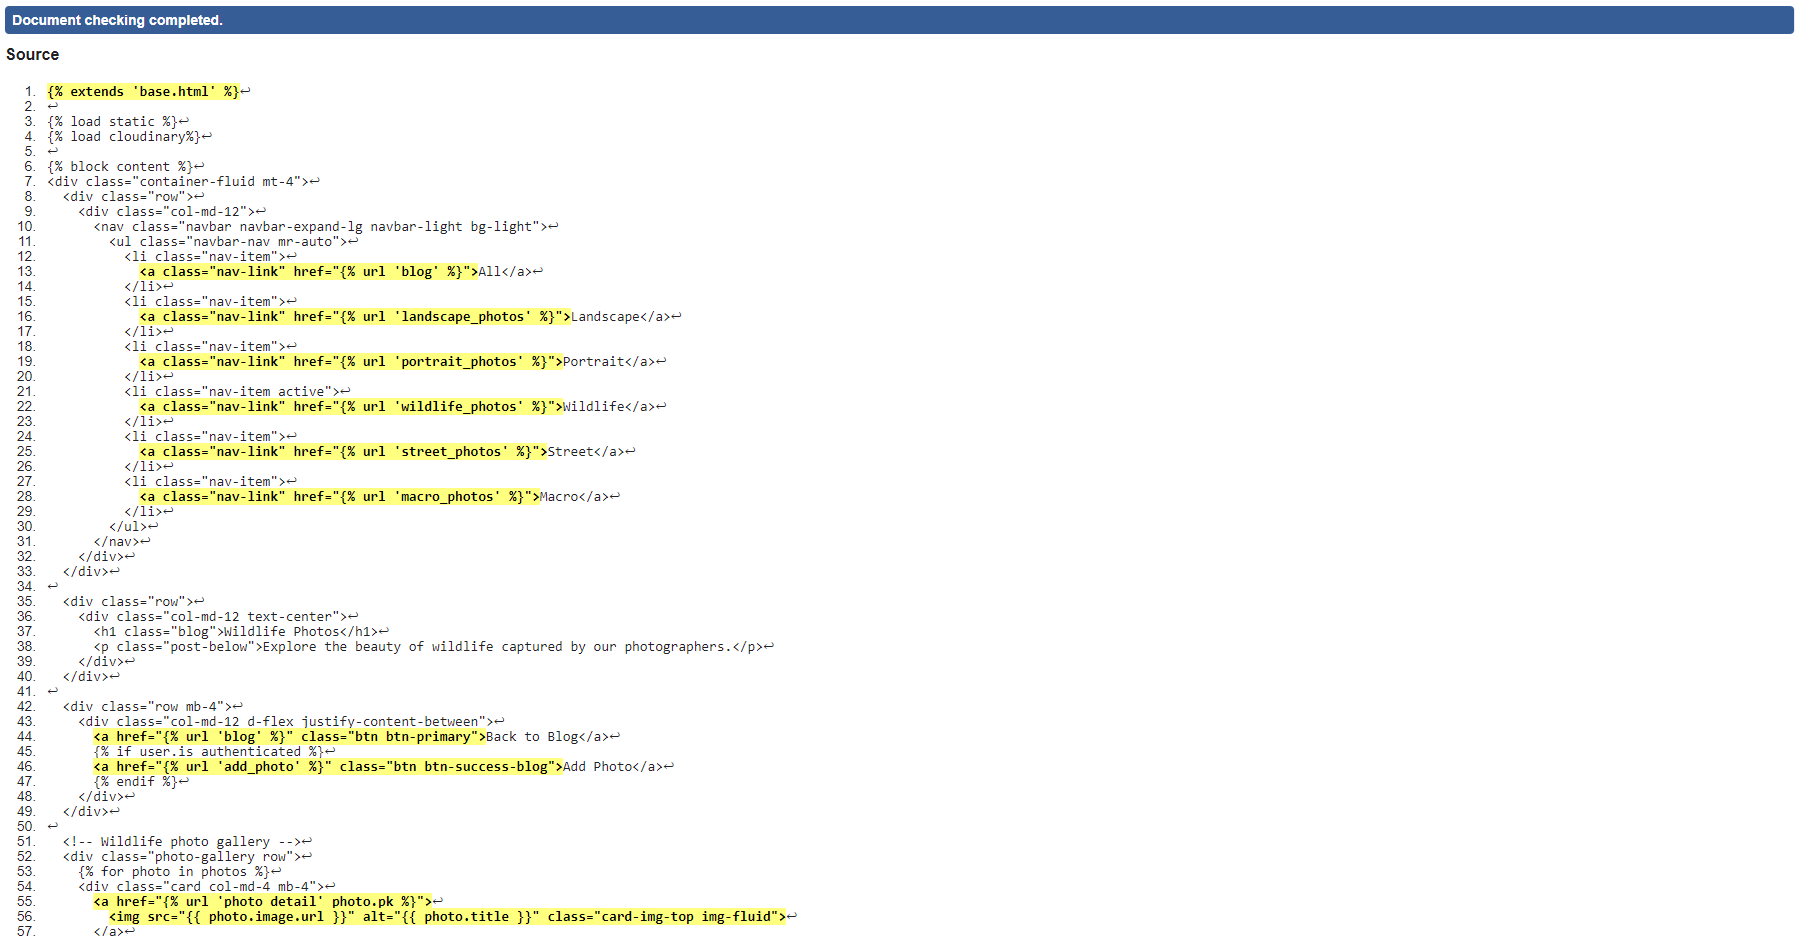 Document checking completed.
Source
1. {% extends 'base.html' %}↩
2. ↩
3. {% load static %}↩
4. {% load cloudinary%}↩
5. ↩
6. {% block content %}↩
7. <div class="container-fluid mt-4">↩
8. <div class="row">↩
9. <div class="col-md-12">↩
10. <nav class="navbar navbar-expand-lg navbar-light bg-light">↩
11. <ul class="navbar-nav mr-auto">↩
12. <li class="nav-item">↩
13. <a class="nav-link" href="{% url 'blog' %}">All</a>↩
14. </li>↩
15. <li class="nav-item">↩
16. <a class="nav-link" href="{% url 'landscape_photos' %}">Landscape</a>↩
17. </li>↩
18. <li class="nav-item">↩
19. <a class="nav-link" href="{% url 'portrait_photos' %}">Portrait</a>↩
20. </li>↩
21. <li class="nav-item active">↩
22. <a class="nav-link" href="{% url 'wildlife_photos' %}">Wildlife</a>↩
23. </li>↩
24. <li class="nav-item">↩
25. <a class="nav-link" href="{% url 'street_photos' %}">Street</a>↩
26. </li>↩
27. <li class="nav-item">↩
28. <a class="nav-link" href="{% url 'macro_photos' %}">Macro</a>↩
29. </li>↩
30. </ul>↩
31. </nav>↩
32. </div>↩
33. </div>↩
34. ↩
35. <div class="row">↩
36. <div class="col-md-12 text-center">↩
37. <h1 class="blog">Wildlife Photos</h1>↩
38. <p class="post-below">Explore the beauty of wildlife captured by our photographers.</p>↩
39. </div>↩
40. </div>↩
41. ↩
42. <div class="row mb-4">↩
43. <div class="col-md-12 d-flex justify-content-between">↩
44. <a href="{% url 'blog' %}" class="btn btn-primary">Back to Blog</a>↩
45. {% if user.is authenticated %}↩
46. <a href="{% url 'add_photo' %}" class="btn btn-success-blog">Add Photo</a>↩
47. {% endif %}↩
48. </div>↩
49. </div>↩
50. ↩
51. <!-- Wildlife photo gallery -->↩
52. <div class="photo-gallery row">↩
53. {% for photo in photos %}↩
54. <div class="card col-md-4 mb-4">↩
55. <a href="{% url 'photo detail' photo.pk %}">↩
56. <img src="{{ photo.image.url }}" alt="{{ photo.title }}" class="card-img-top img-fluid">↩
57. </a>↩